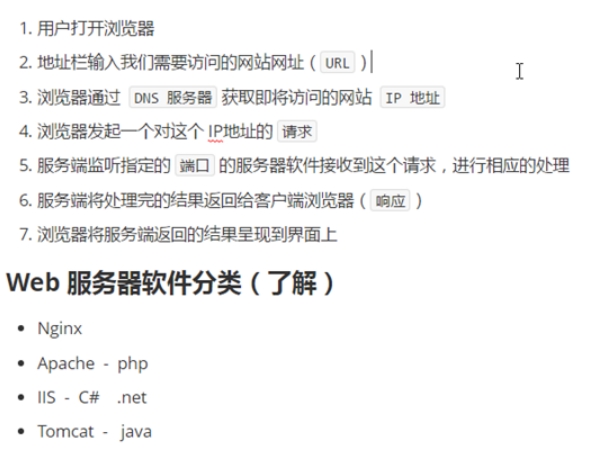 1. 用户打开浏览器
2. 地址栏输入我们需要访问的网站网址（ URL ）
3. 浏览器通过 DNS 服务器 获取即将访问的网站 IP 地址
4. 浏览器发起一个对这个 IP地址的 请求
5. 服务端监听指定的 端口 的服务器软件接收到这个请求，进行相应的处理
6. 服务端将处理完的结果返回给客户端浏览器（ 响应 ）
7. 浏览器将服务端返回的结果呈现到界面上
Web 服务器软件分类（了解）
• Nginx
• Apache - php
• IIS - C# .net
• Tomcat - java